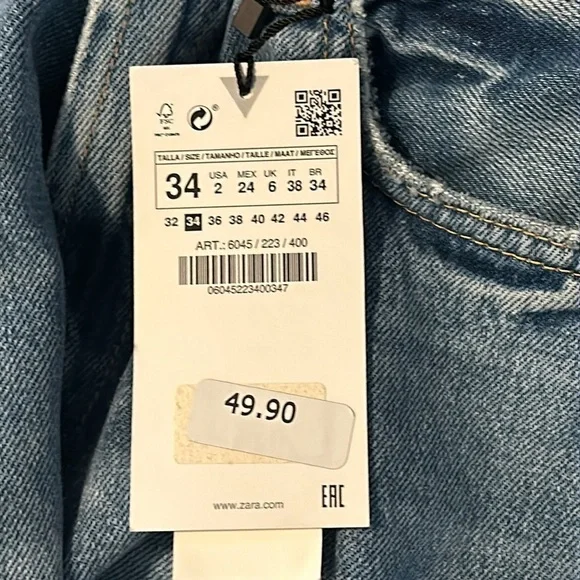 FSC
®
TALLA / SIZE / TAMANHO / TAILLE / MAAT / ΜΕΓΕΘΟΣ
34 USA 2 MEX 24 UK 6 IT 38 BR 34
32 34 36 38 40 42 44 46
ART.: 6045 / 223 / 400
06045223400347
49.90
www.zara.com
EAC